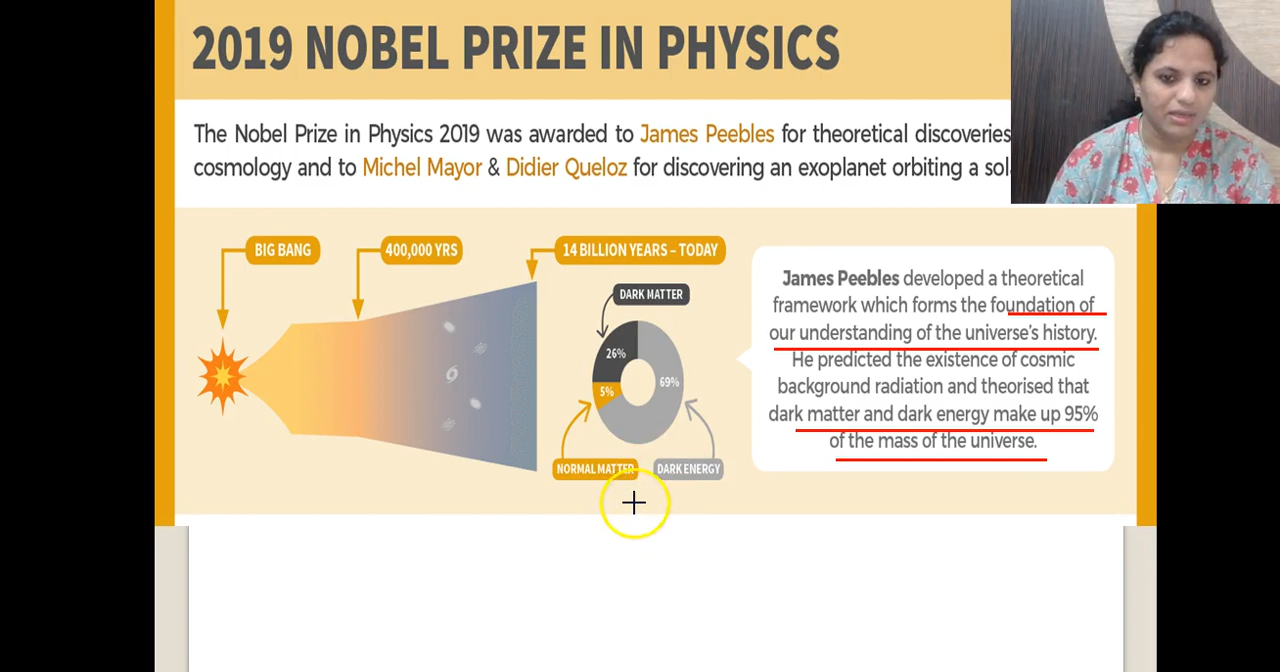 2019 NOBEL PRIZE IN PHYSICS
The Nobel Prize in Physics 2019 was awarded to James Peebles for theoretical discoveries
cosmology and to Michel Mayor & Didier Queloz for discovering an exoplanet orbiting a
BIG BANG
400,000 YRS
14 BILLION YEARS – TODAY
DARK MATTER
26%
69%
5%
NORMAL MATTER
DARK ENERGY
James Peebles developed a theoretical
framework which forms the foundation of
our understanding of the universe's history.
He predicted the existence of cosmic
background radiation and theorised that
dark matter and dark energy make up 95%
of the mass of the universe.